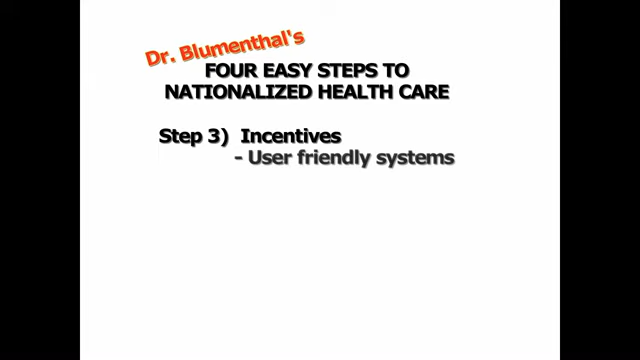 Dr. Blumenthal's
FOUR EASY STEPS TO
NATIONALIZED HEALTH CARE
Step 3) Incentives
- User friendly systems